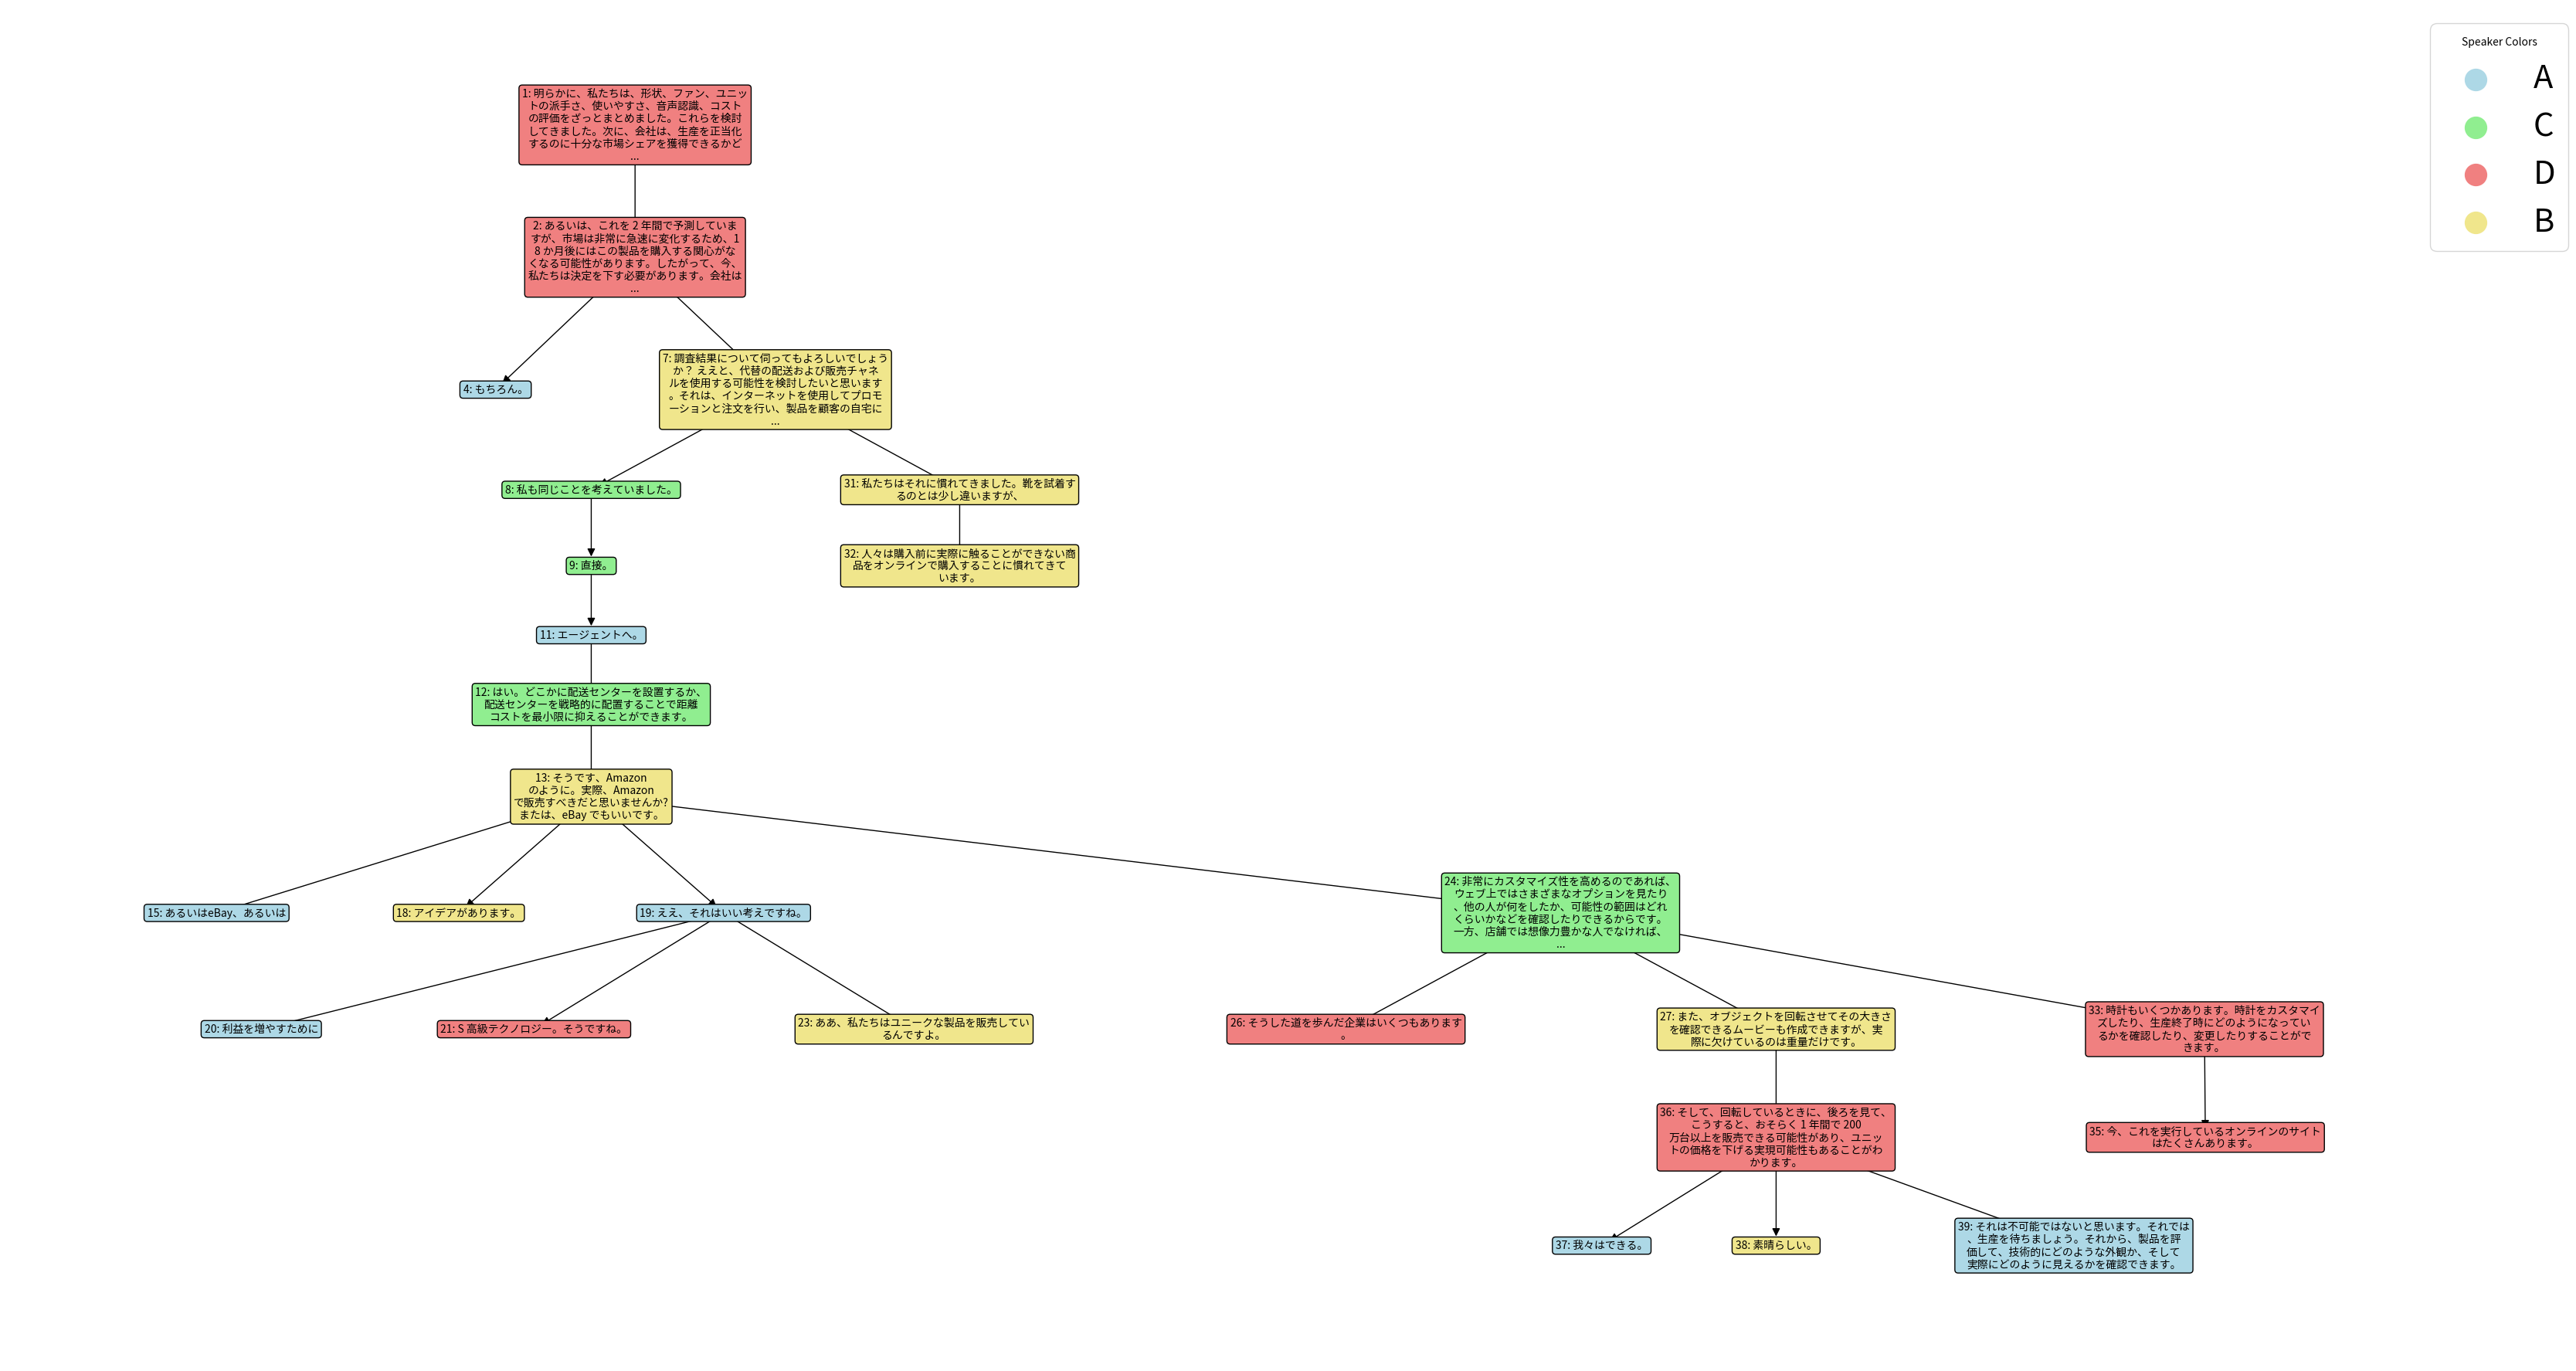 Speaker Colors
A
C
D
B
1: 明らかに、私たちは、形状、ファン、ユニッ
トの派手さ、使いやすさ、音声認識、コスト
の評価をざっとまとめました。これらを検討
してきました。次に、会社は、生産を正当化
するのに十分な市場シェアを獲得できるかど
...
2: あるいは、これを 2 年間で予測していま
すが、市場は非常に急速に変化するため、1
8 か月後にはこの製品を購入する関心がな
くなる可能性があります。したがって、今、
私たちは決定を下す必要があります。会社は
...
4: もちろん。
7: 調査結果について伺ってもよろしいでしょう
か？ ええと、代替の配送および販売チャネ
ルを使用する可能性を検討したいと思います
。それは、インターネットを使用してプロモ
ーションと注文を行い、製品を顧客の自宅に
...
8: 私も同じことを考えていました。
31: 私たちはそれに慣れてきました。靴を試着す
るのとは少し違いますが、
9: 直接。
32: 人々は購入前に実際に触ることができない商
品をオンラインで購入することに慣れてきて
います。
11: エージェントへ。
12: はい。どこかに配送センターを設置するか、
配送センターを戦略的に配置することで距離
コストを最小限に抑えることができます。
13: そうです、Amazon
のように。実際、Amazon
で販売すべきだと思いませんか?
または、eBay でもいいです。
15: あるいはeBay、あるいは
18: アイデアがあります。
19: ええ、それはいい考えですね。
24: 非常にカスタマイズ性を高めるのであれば、
ウェブ上ではさまざまなオプションを見たり
、他の人が何をしたか、可能性の範囲はどれ
くらいかなどを確認したりできるからです。
一方、店舗では想像力豊かな人でなければ、
...
20: 利益を増やすために
21: S 高級テクノロジー。そうですね。
23: ああ、私たちはユニークな製品を販売してい
るんですよ。
26: そうした道を歩んだ企業はいくつもあります
。
27: また、オブジェクトを回転させてその大きさ
を確認できるムービーも作成できますが、実
際に欠けているのは重量だけです。
33: 時計もいくつかあります。時計をカスタマイ
ズしたり、生産終了時にどのようになってい
るかを確認したり、変更したりすることがで
きます。
36: そして、回転しているときに、後ろを見て、
こうすると、おそらく 1 年間で 200
万台以上を販売できる可能性があり、ユニッ
トの価格を下げる実現可能性もあることがわ
かります。
35: 今、これを実行しているオンラインのサイト
はたくさんあります。
37: 我々はできる。
38: 素晴らしい。
39: それは不可能ではないと思います。それでは
、生産を待ちましょう。それから、製品を評
価して、技術的にどのような外観か、そして
実際にどのように見えるかを確認できます。